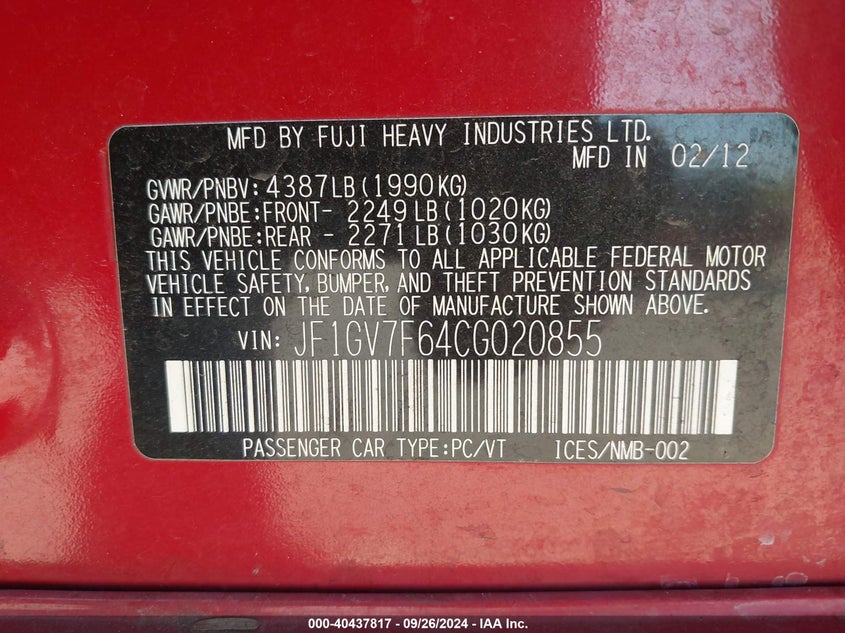 MFD BY FUJI HEAVY INDUSTRIES LTD.
MFD IN 02/12
GVWR/PNBV: 4387LB(1990KG)
GAWR/PNBE:FRONT- 2249LB(1020KG)
GAWR/PNBE:REAR - 2271LB(1030KG)
THIS VEHICLE CONFORMS TO ALL APPLICABLE FEDERAL MOTOR
VEHICLE SAFETY, BUMPER, AND THEFT PREVENTION STANDARDS
IN EFFECT ON THE DATE OF MANUFACTURE SHOWN ABOVE.
VIN: JF1GV7F64CG020855
PASSENGER CAR TYPE:PC/VT ICES/NMB-002
000-40437817 - 09/26/2024 - IAA Inc.